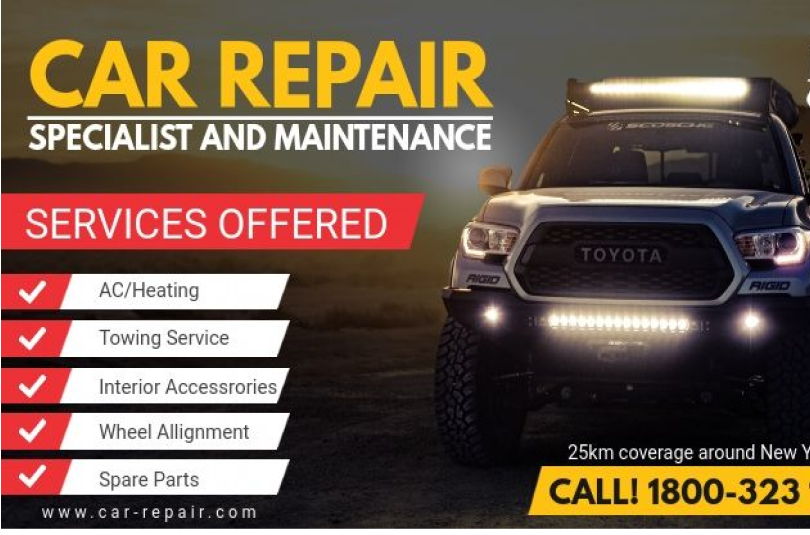 CAR REPAIR
SPECIALIST AND MAINTENANCE
SERVICES OFFERED
AC/Heating
Towing Service
Interior Accessrories
Wheel Allignment
Spare Parts
www.car-repair.com
SCOSCHE
TOYOTA
RIGID
RIGID
25km coverage around New
CALL! 1800-323